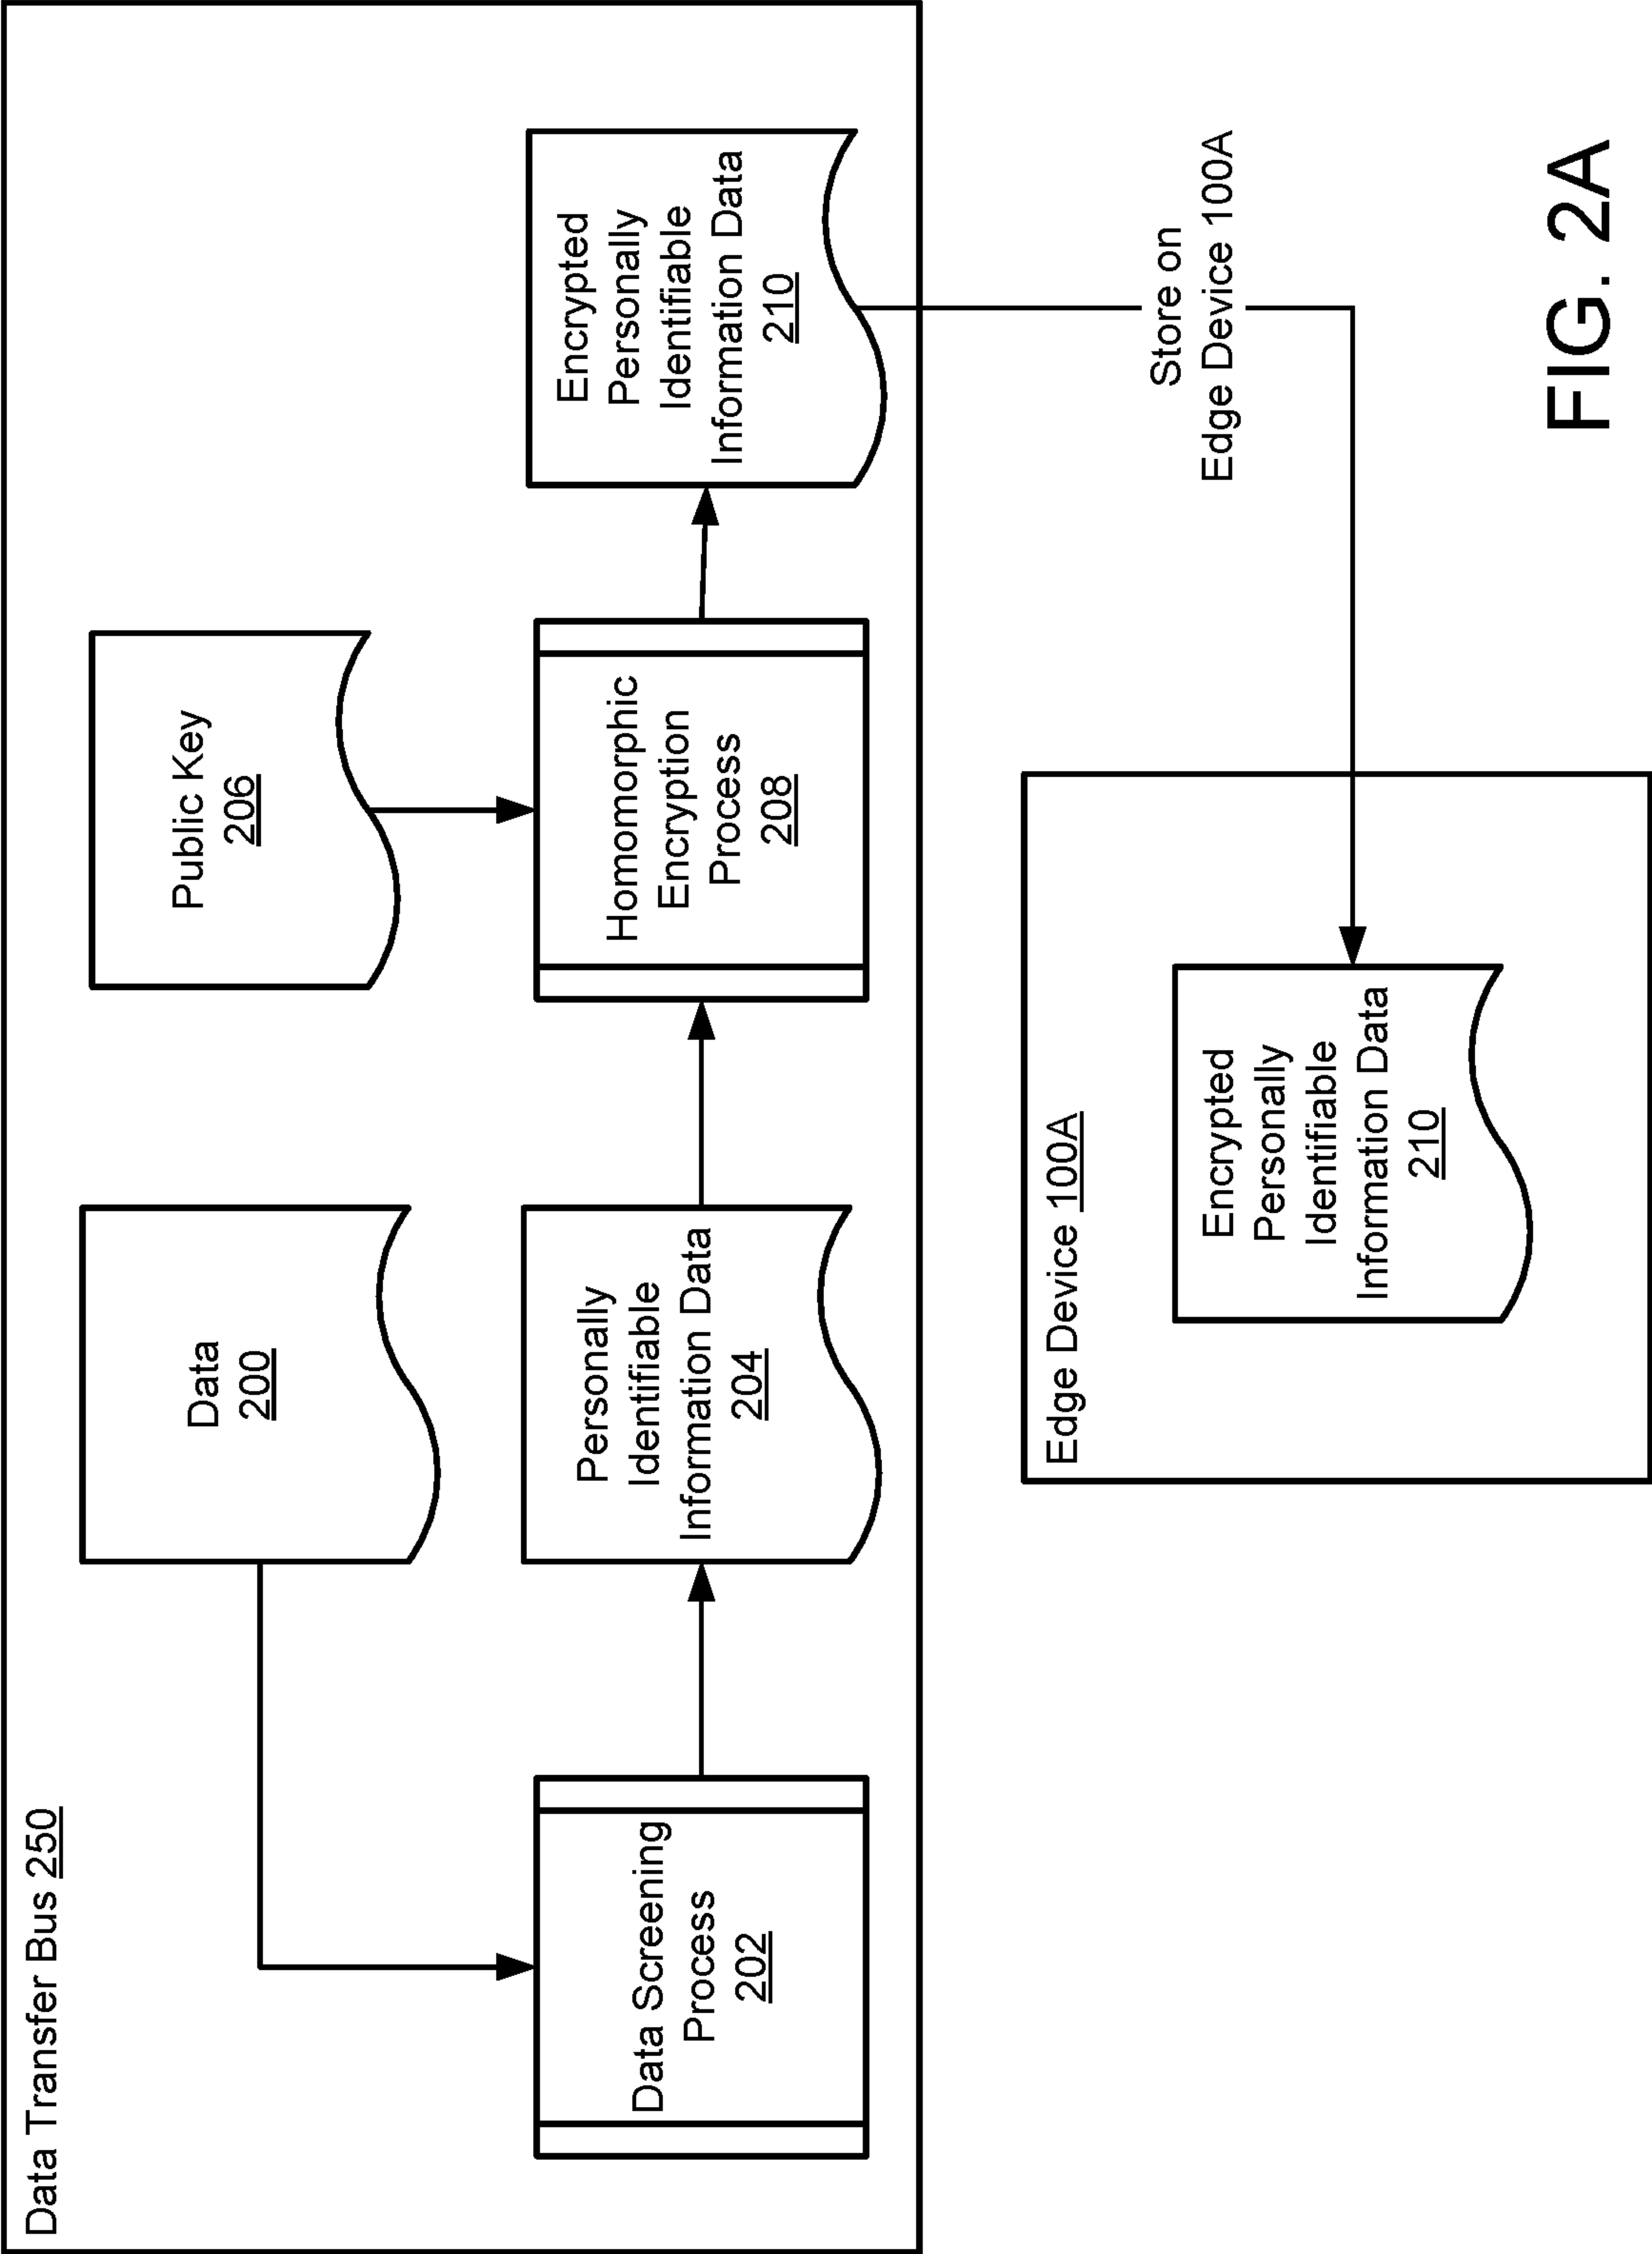 Data Transfer Bus 250
Data
200
Public Key
206
Data Screening
Process
202
Personally
Identifiable
Information Data
204
Homomorphic
Encryption
Process
208
Encrypted
Personally
Identifiable
Information Data
210
Store on
Edge Device 100A
Edge Device 100A
Encrypted
Personally
Identifiable
Information Data
210
FIG. 2A